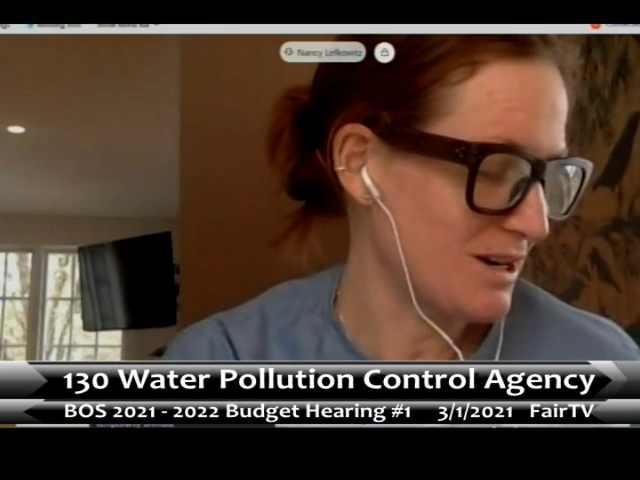 Nancy Lefkowitz
130 Water Pollution Control Agency
BOS 2021 - 2022 Budget Hearing #1 3/1/2021 FairTV